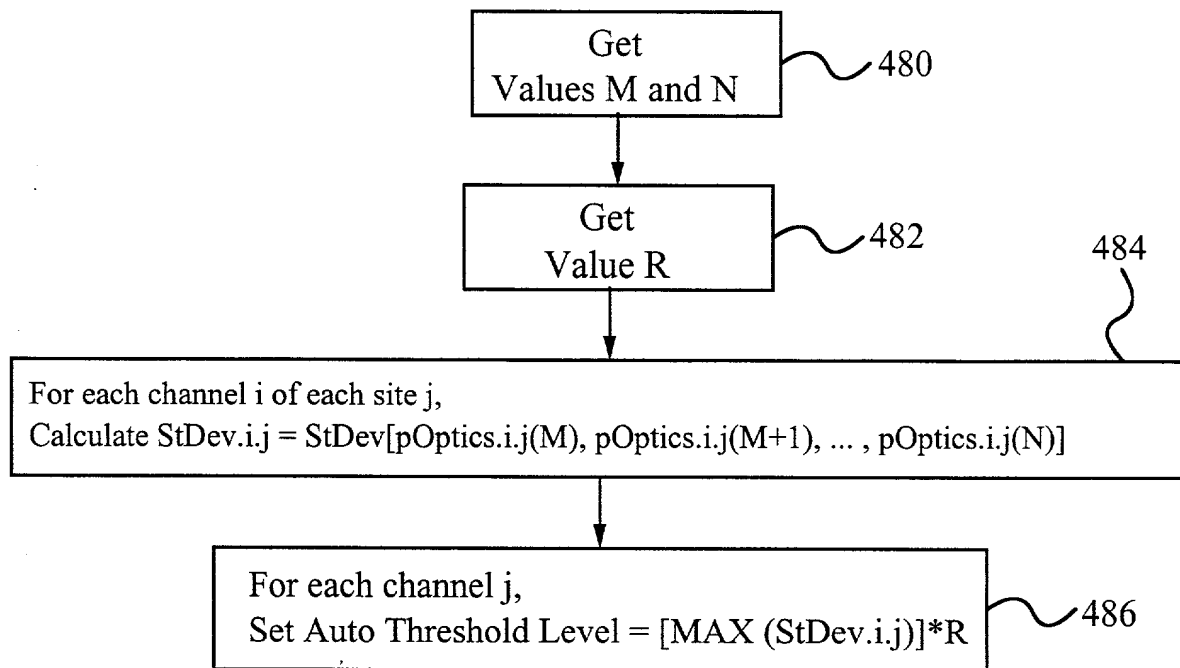 Get
Values M and N
480
Get
Value R
482
484
For each channel i of each site j,
Calculate StDev.i.j = StDev[pOptics.i.j(M), pOptics.i.j(M+1), ... , pOptics.i.j(N)]
For each channel j,
Set Auto Threshold Level = [MAX (StDev.i.j)]*R
486